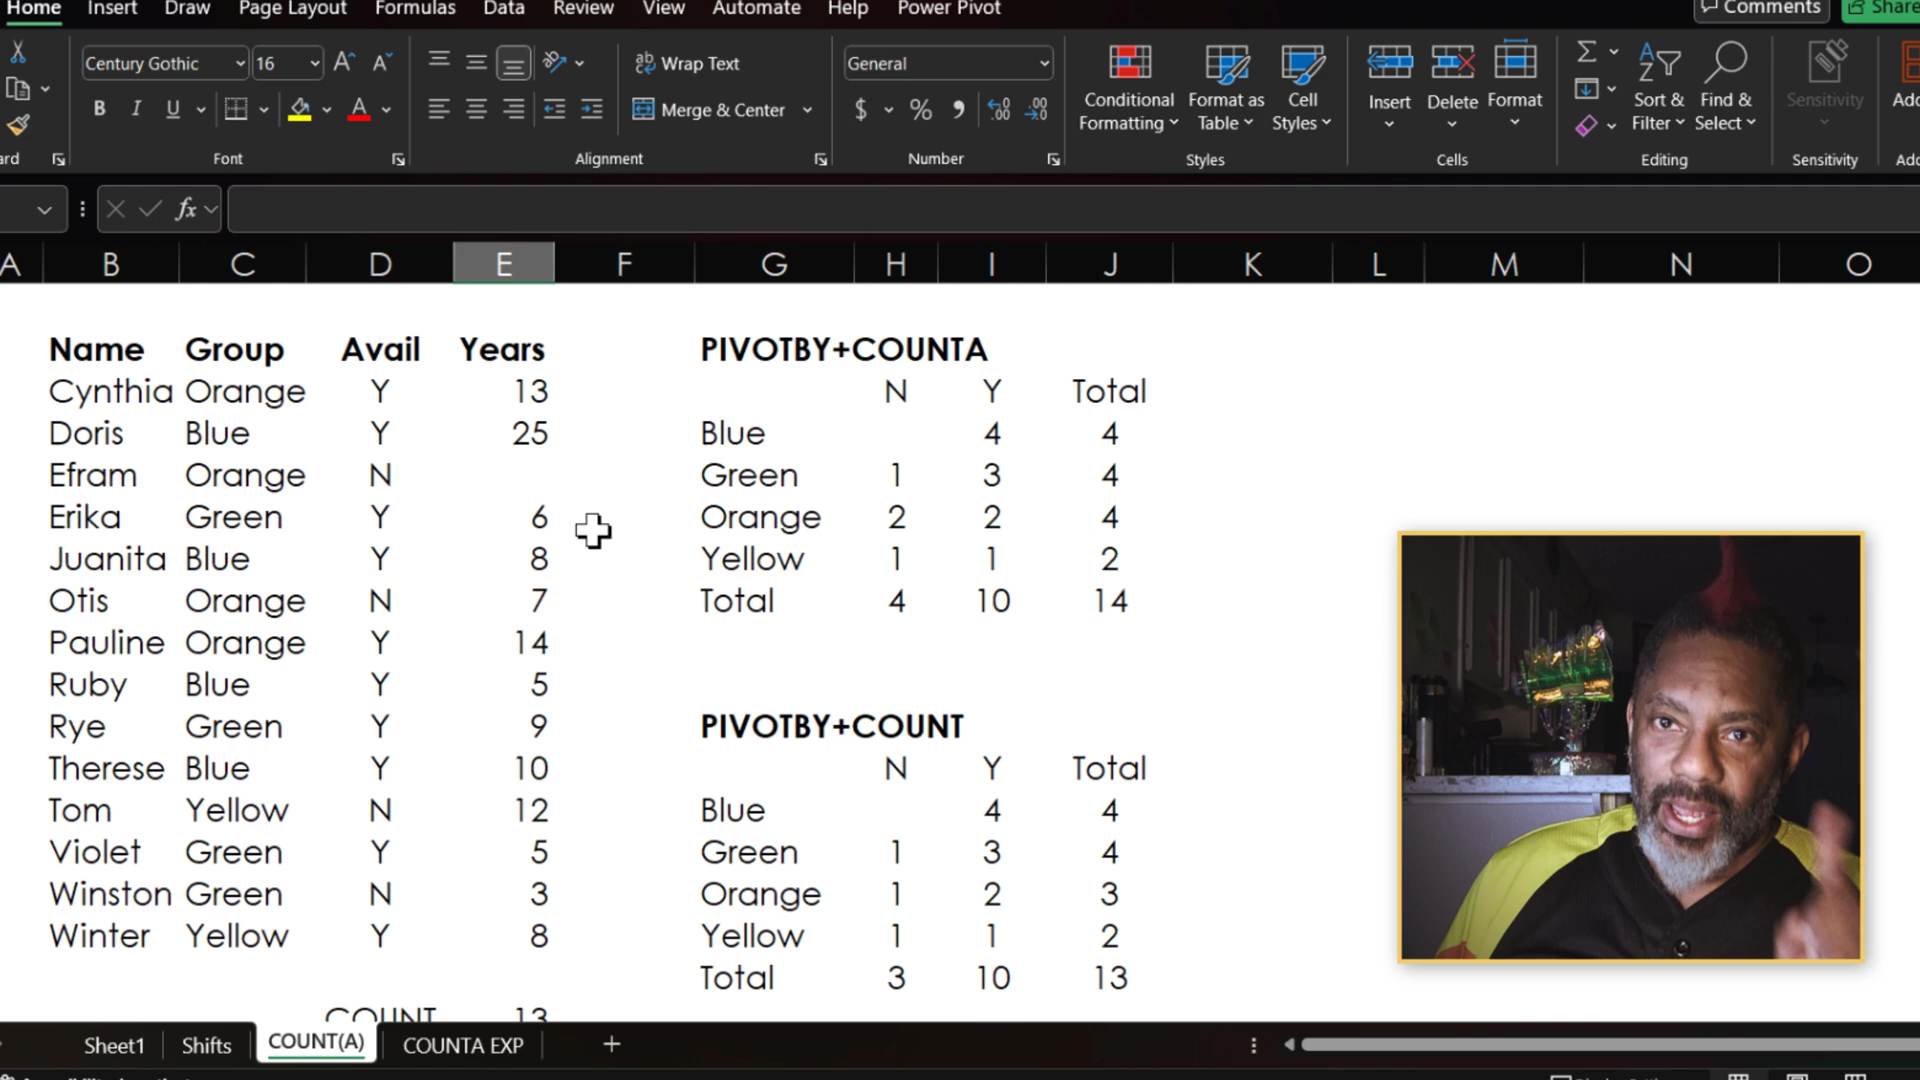 Home Insert Draw Page Layout Formulas Data Review View Automate Help Power Pivot Comments Share
Century Gothic 16 Wrap Text General
B I U Merge & Center $ % Conditional Formatting Format as Table Cell Styles Insert Delete Format Sort & Filter Find & Select Sensitivity
Font Alignment Number Styles Cells Editing Sensitivity
fx
A B C D E F G H I J K L M N O
Name Group Avail Years PIVOTBY+COUNTA
Cynthia Orange Y 13 N Y Total
Doris Blue Y 25 Blue 4 4
Efram Orange N Green 1 3 4
Erika Green Y 6 Orange 2 2 4
Juanita Blue Y 8 Yellow 1 1 2
Otis Orange N 7 Total 4 10 14
Pauline Orange Y 14
Ruby Blue Y 5
Rye Green Y 9 PIVOTBY+COUNT
Therese Blue Y 10 N Y Total
Tom Yellow N 12 Blue 4 4
Violet Green Y 5 Green 1 3 4
Winston Green N 3 Orange 1 2 3
Winter Yellow Y 8 Yellow 1 1 2
Total 3 10 13
COUNT 13
Sheet1 Shifts COUNT(A) COUNTA EXP +